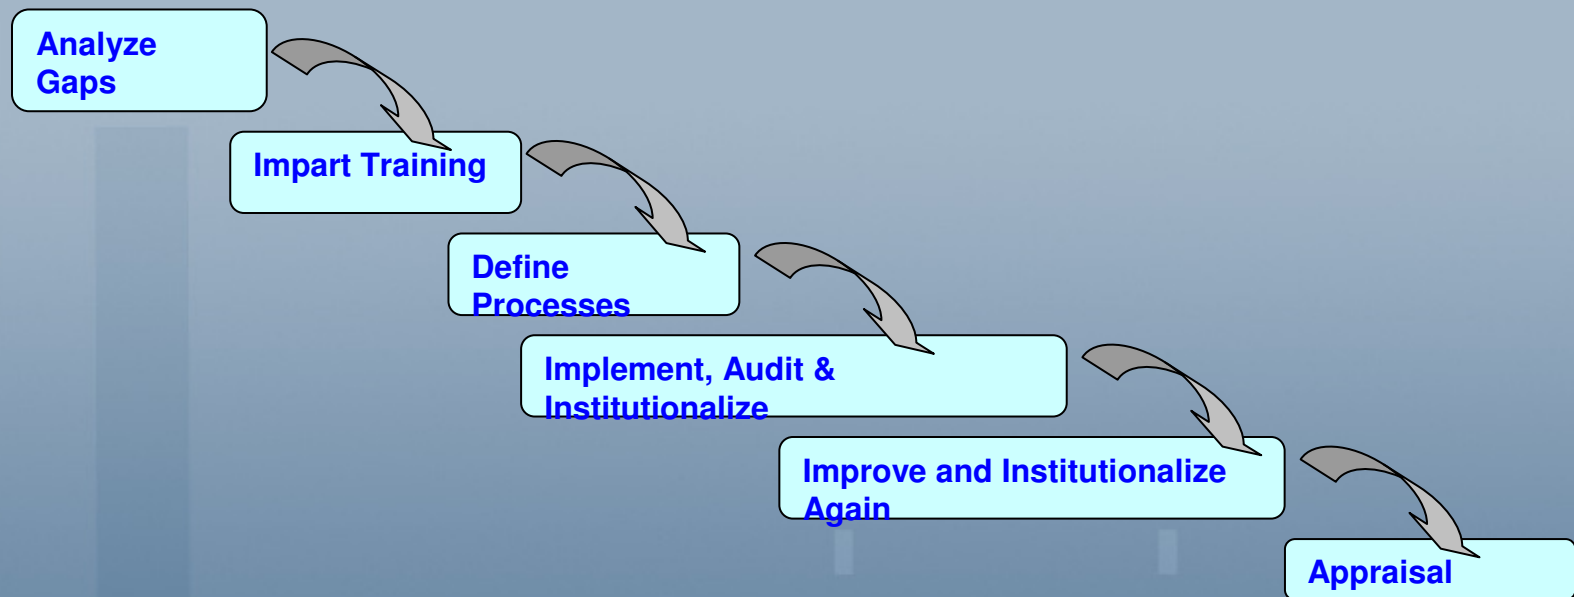 Analyze
Gaps
Impart Training
Define
Processes
Implement, Audit &
Institutionalize
Improve and Institutionalize
Again
Appraisal